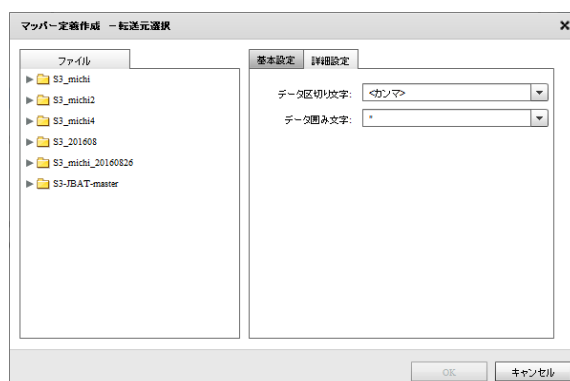 マッパー定義作成 －転送元選択
ファイル
S3_michi
S3_michi2
S3_michi4
S3_201608
S3_michi_20160826
S3-JBAT-master
基本設定 詳細設定
データ区切り文字: <カンマ>
データ囲み文字: "
OK キャンセル